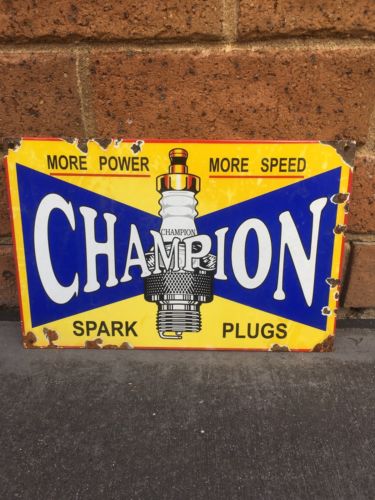 MORE POWER MORE SPEED
CHAMPION
CHAMPION
SPARK PLUGS